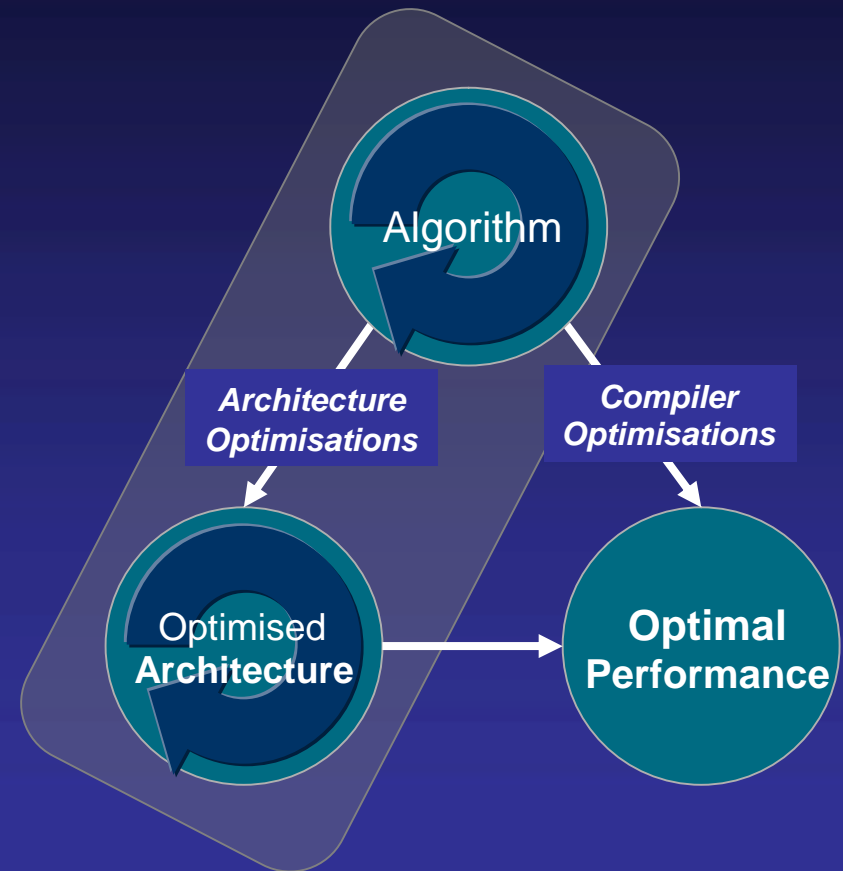 Algorithm
Architecture
Optimisations
Compiler
Optimisations
Optimised
Architecture
Optimal
Performance